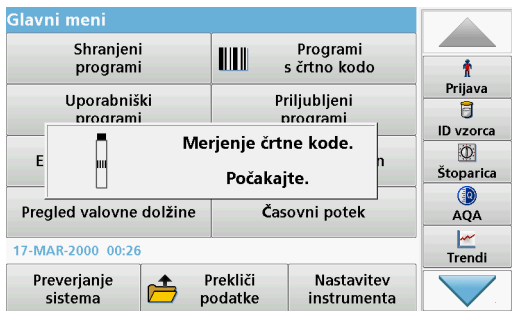 Glavni meni
Shranjeni
programi
Programi
s črtno kodo
Uporabniški
programi
Priljubljeni
programi
Merjenje črtne kode.
Počakajte.
E
n
Pregled valovne dolžine
Časovni potek
17-MAR-2000 00:26
Preverjanje
sistema
Prekliči
podatke
Nastavitev
instrumenta
Prijava
ID vzorca
Štoparica
AQA
Trendi